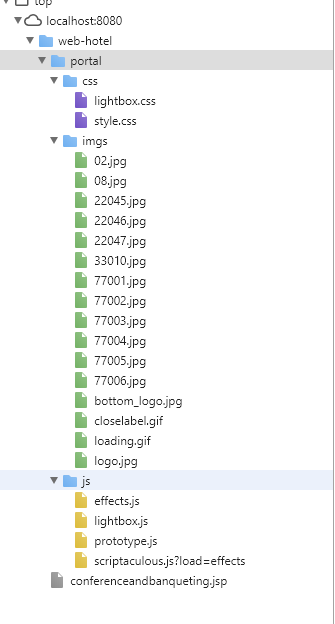 top
localhost:8080
web-hotel
portal
css
lightbox.css
style.css
imgs
02.jpg
08.jpg
22045.jpg
22046.jpg
22047.jpg
33010.jpg
77001.jpg
77002.jpg
77003.jpg
77004.jpg
77005.jpg
77006.jpg
bottom_logo.jpg
closelabel.gif
loading.gif
logo.jpg
js
effects.js
lightbox.js
prototype.js
scriptaculous.js?load=effects
conferenceandbanqueting.jsp